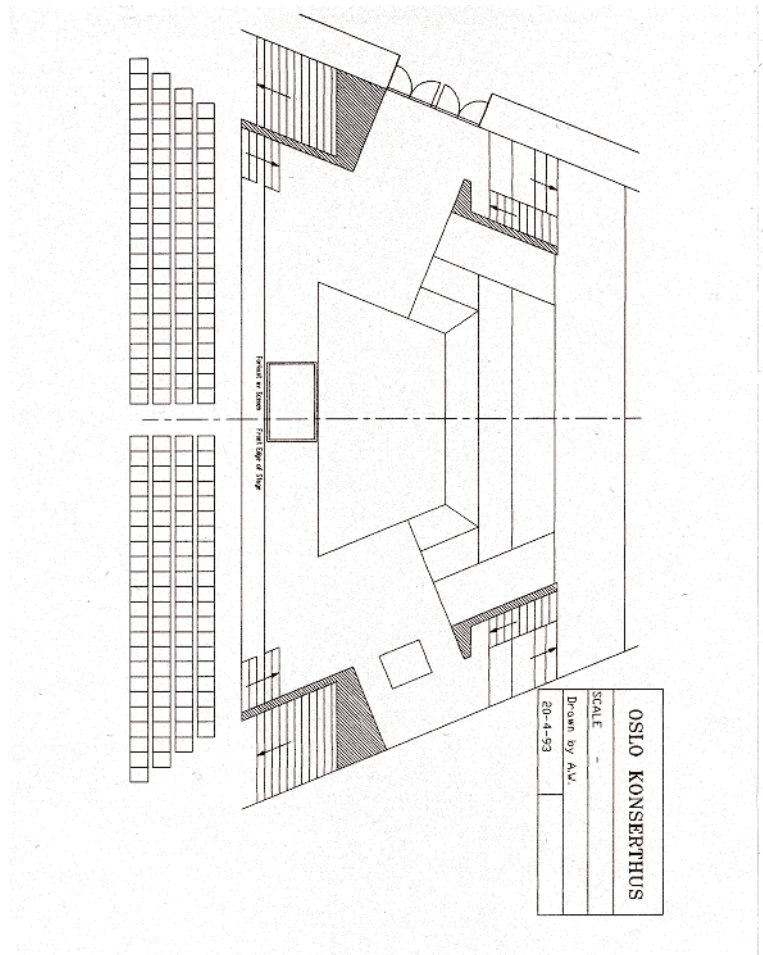 OSLO KONSERTHUS
SCALE -
Drawn by A.W.
20-4-93
Front Edge of Stage